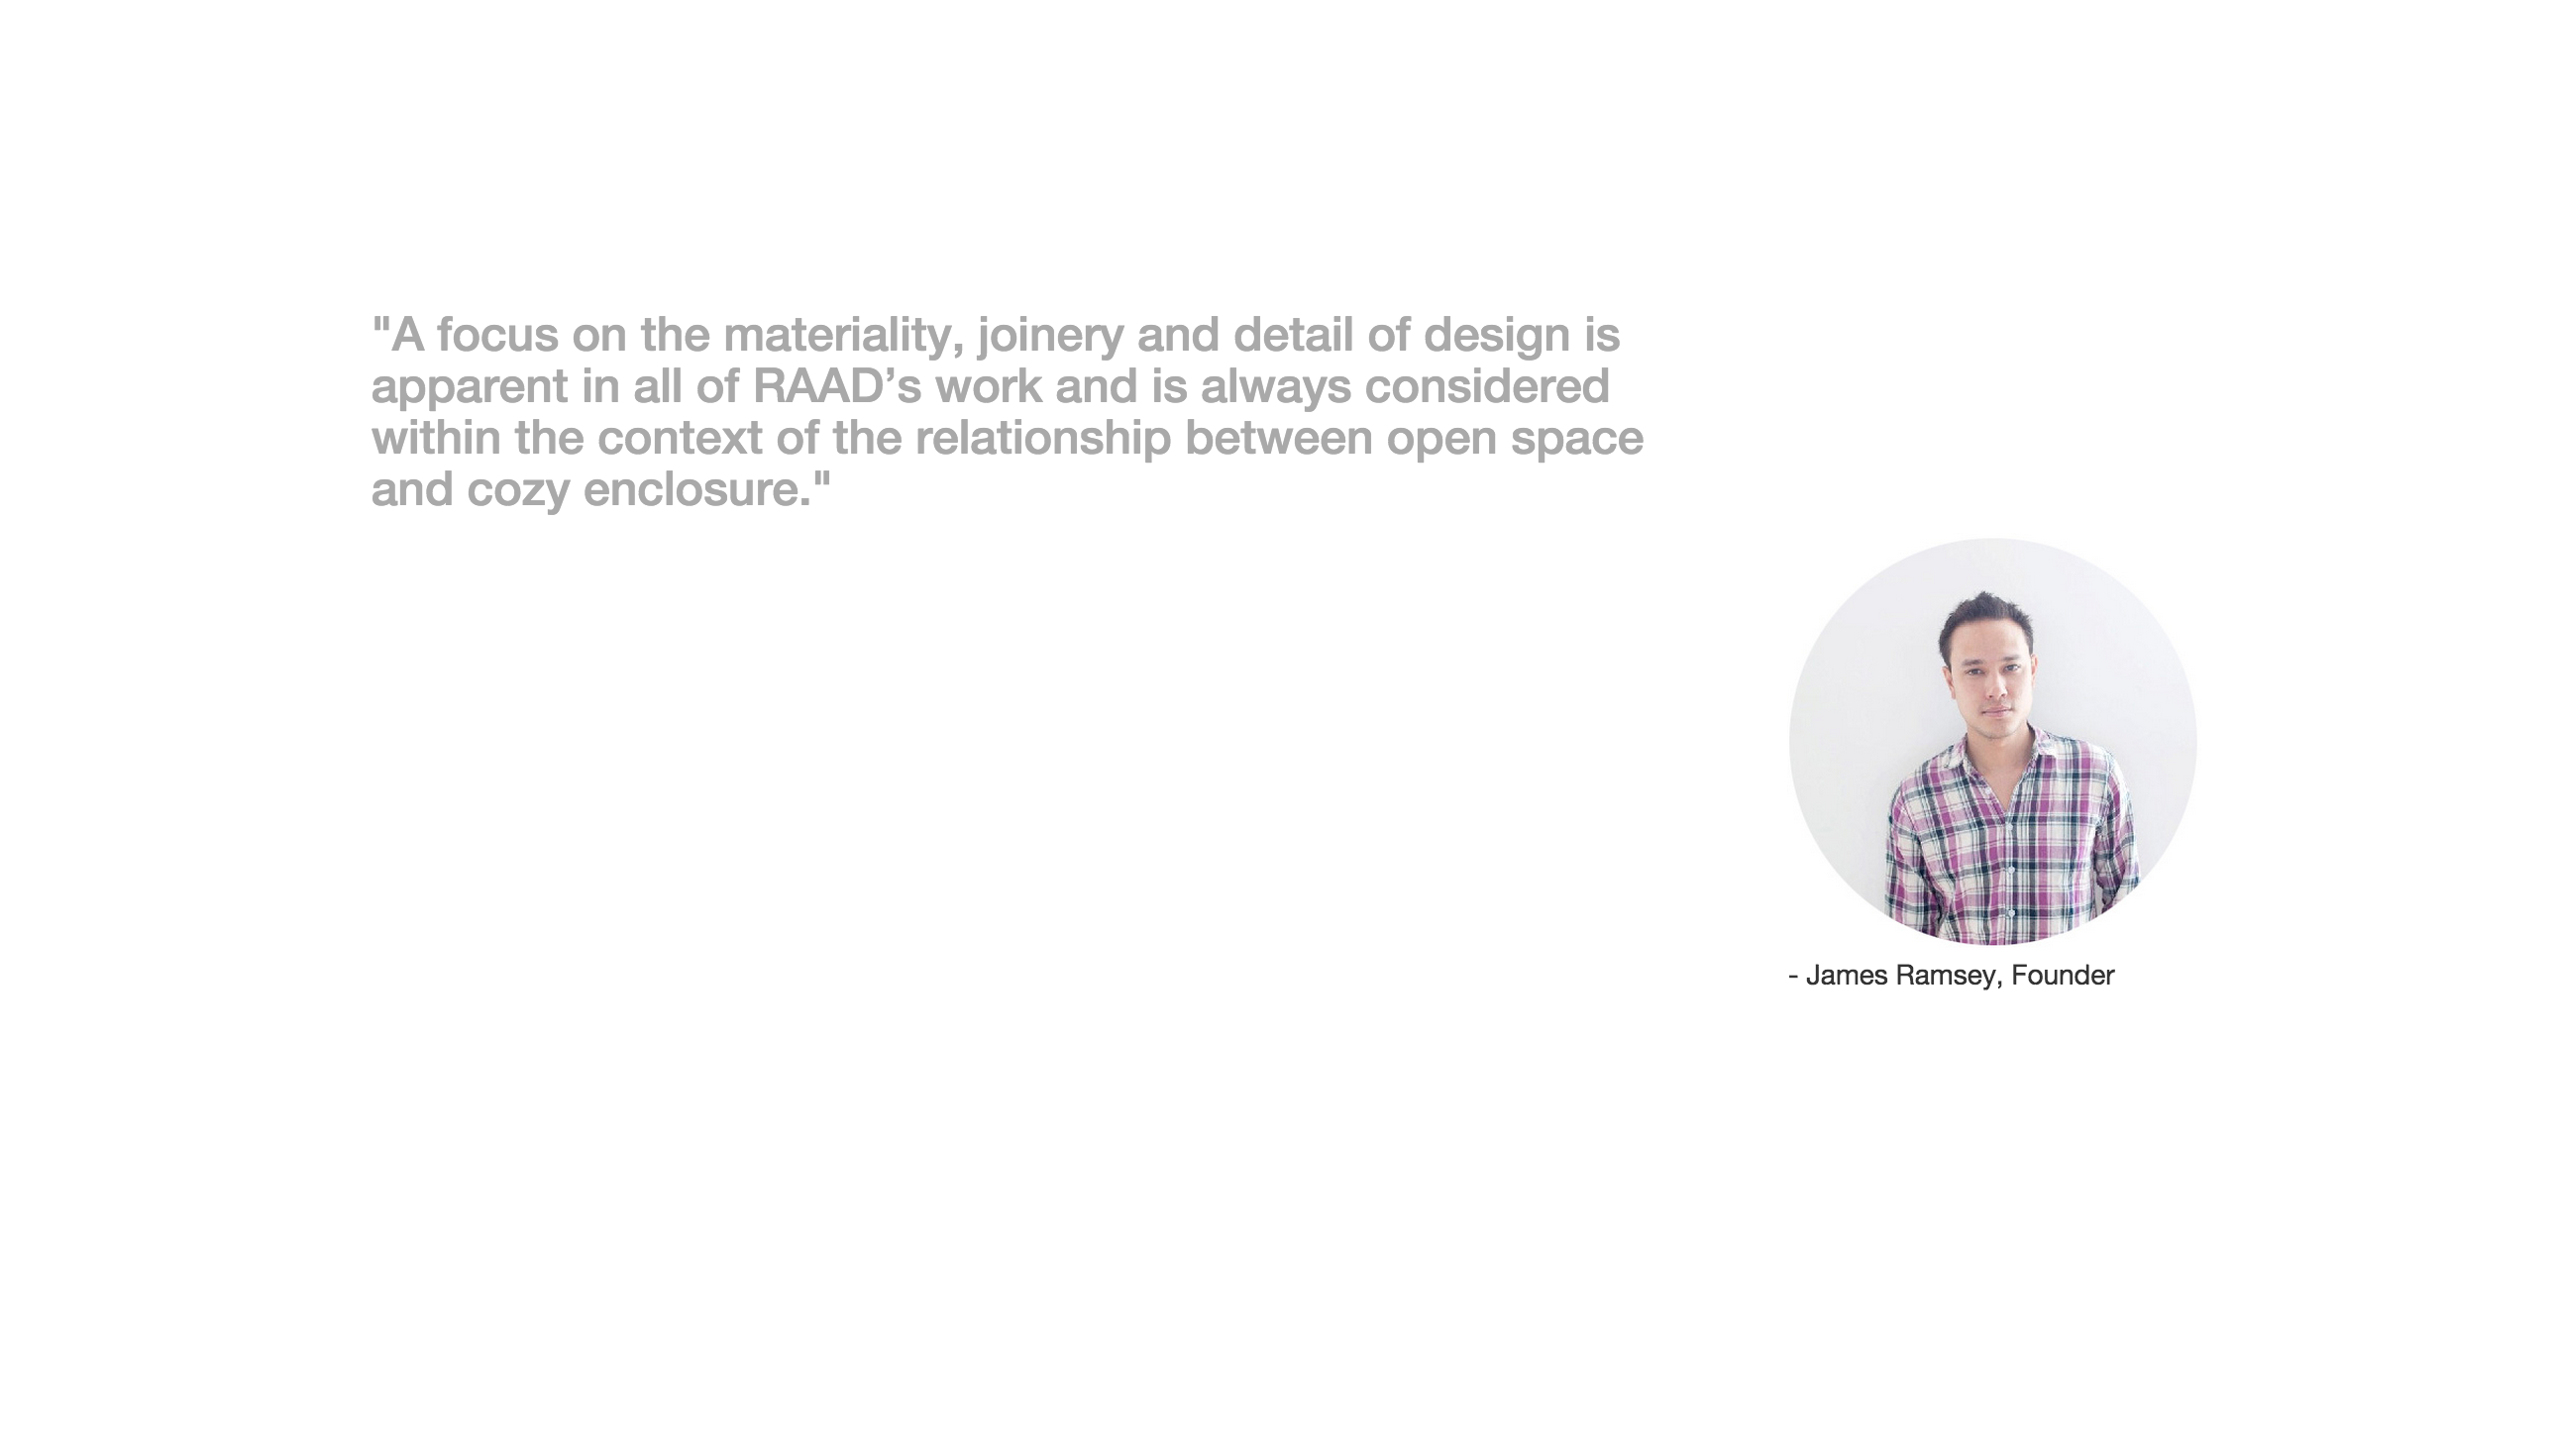 "A focus on the materiality, joinery and detail of design is
apparent in all of RAAD’s work and is always considered
within the context of the relationship between open space
and cozy enclosure."
- James Ramsey, Founder